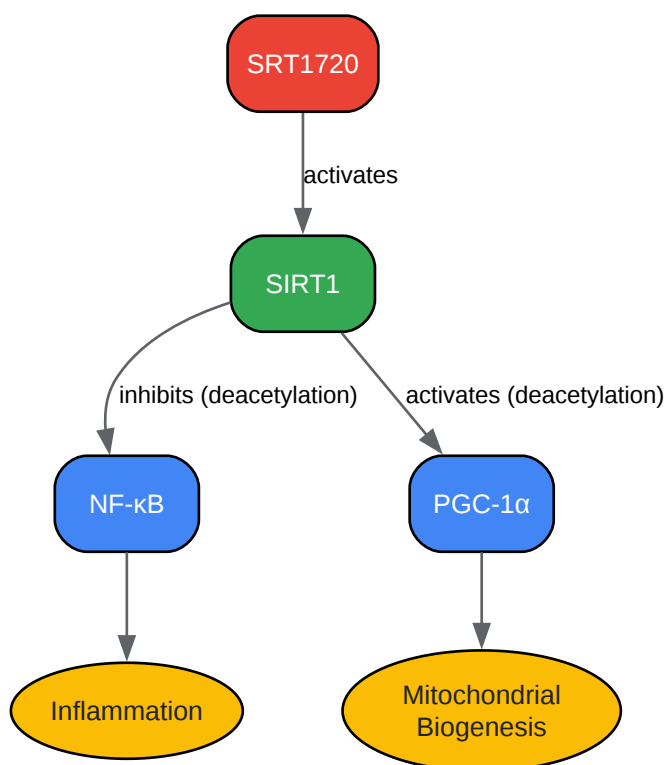 SRT1720
activates
SIRT1
inhibits (deacetylation)
activates (deacetylation)
NF-κB
PGC-1α
Inflammation
Mitochondrial
Biogenesis